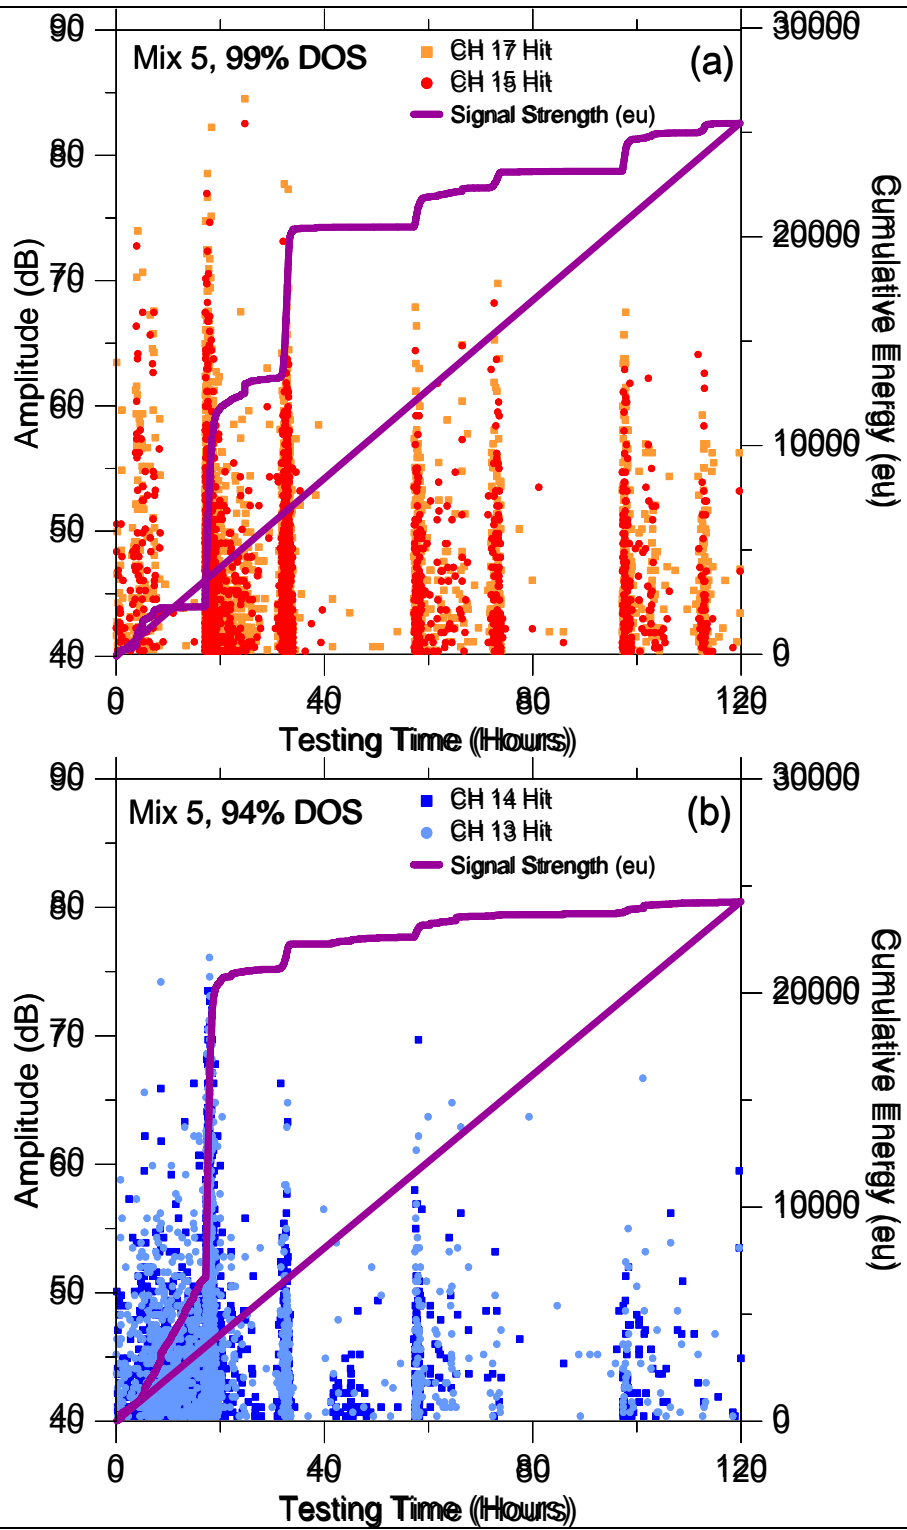 90
30000
Mix 5, 99% DOS
CH 17 Hit
(a)
CH 15 Hit
Signal Strength (eu)
80
20000
70
Amplitude (dB)
Cumulative Energy (eu)
60
10000
50
40
0
0
40
80
120
Testing Time (Hours)
90
30000
Mix 5, 94% DOS
CH 14 Hit
(b)
CH 13 Hit
Signal Strength (eu)
80
20000
70
Amplitude (dB)
Cumulative Energy (eu)
60
10000
50
40
0
0
40
80
120
Testing Time (Hours)